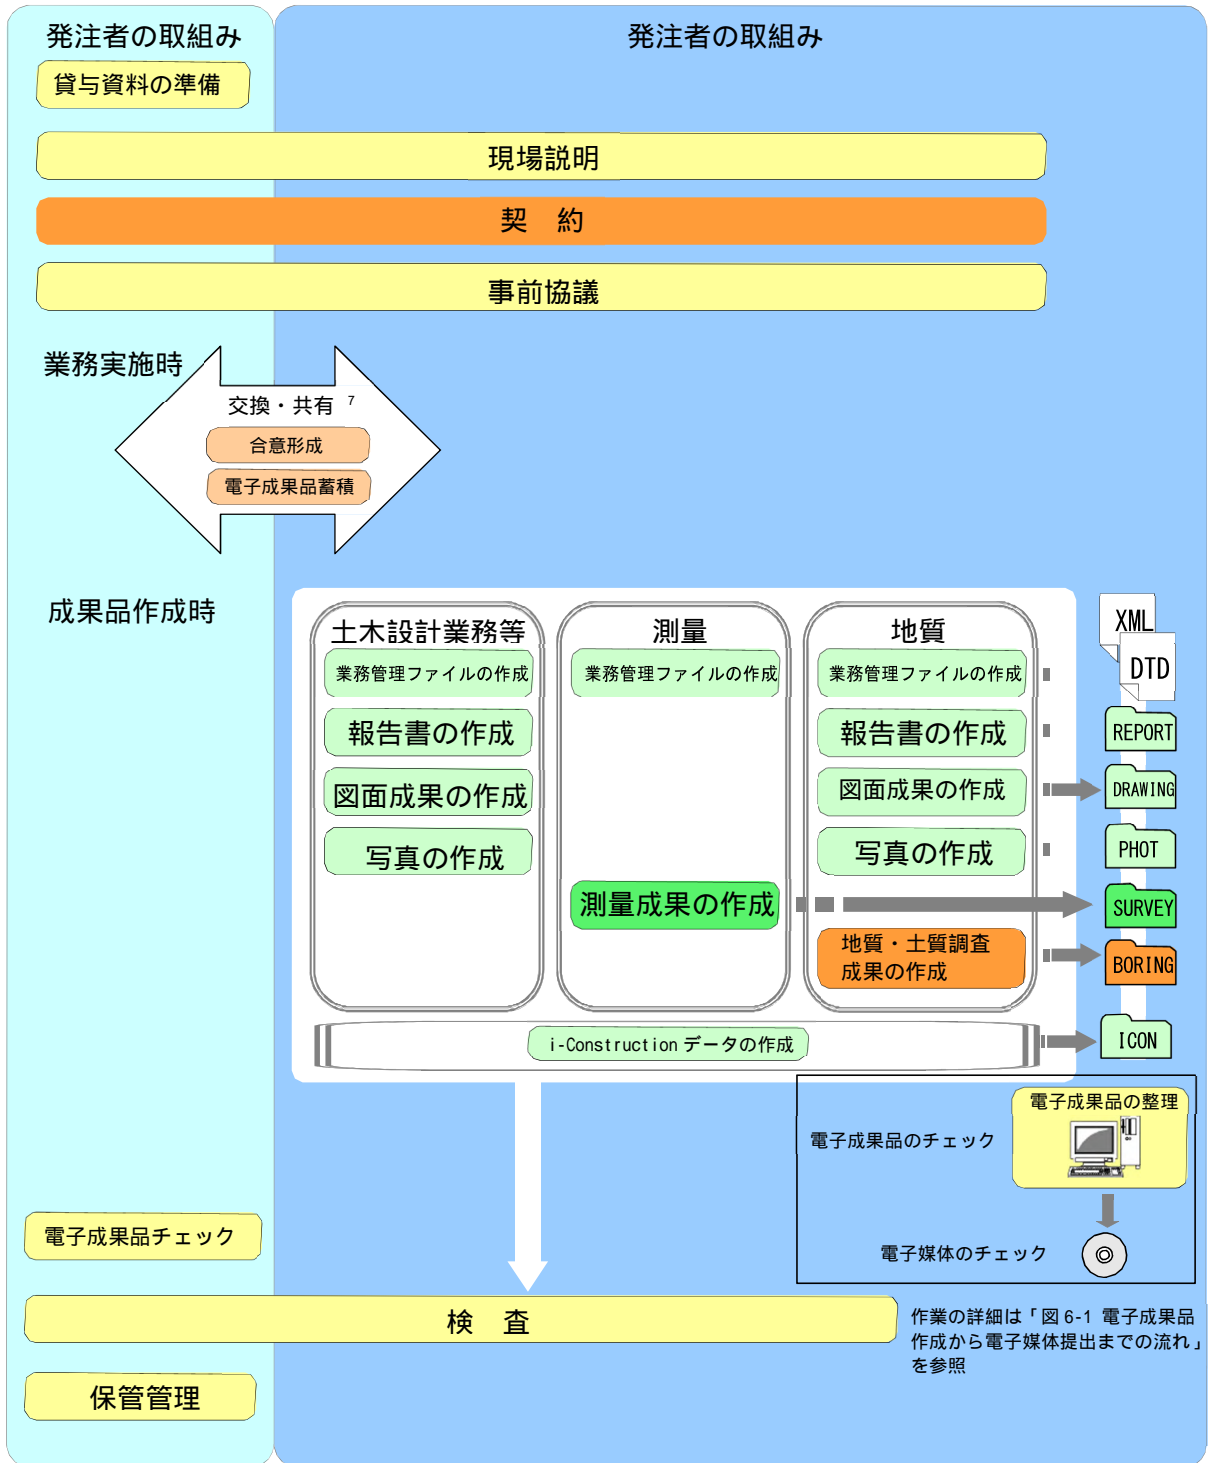 発注者の取組み
発注者の取組み
貸与資料の準備
現場説明
契　約
事前協議
業務実施時
交換・共有 7
合意形成
電子成果品蓄積
成果品作成時
土木設計業務等
業務管理ファイルの作成
報告書の作成
図面成果の作成
写真の作成
測量
業務管理ファイルの作成
測量成果の作成
地質
業務管理ファイルの作成
報告書の作成
図面成果の作成
写真の作成
地質・土質調査
成果の作成
i-Construction データの作成
XML
DTD
REPORT
DRAWING
PHOT
SURVEY
BORING
ICON
電子成果品の整理
電子成果品のチェック
電子媒体のチェック
電子成果品チェック
検　査
作業の詳細は「図 6-1 電子成果品
作成から電子媒体提出までの流れ」
を参照
保管管理